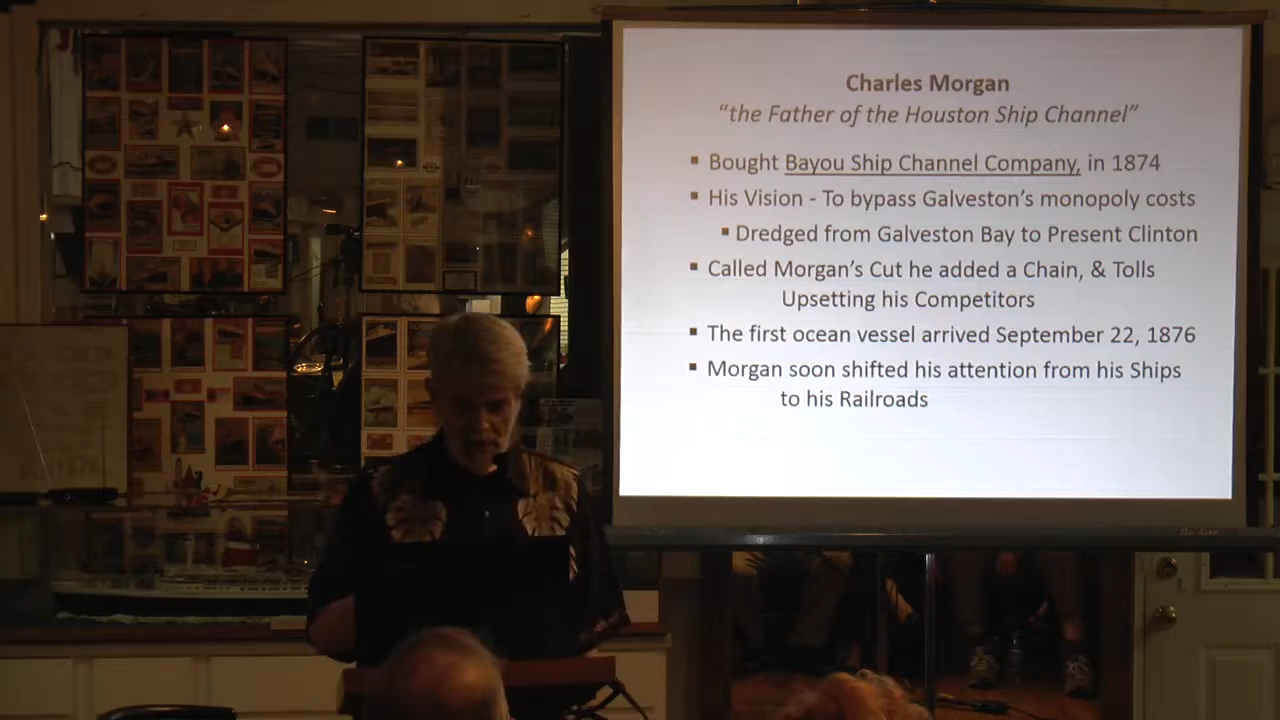 Charles Morgan
“the Father of the Houston Ship Channel”
▪ Bought Bayou Ship Channel Company, in 1874
▪ His Vision - To bypass Galveston’s monopoly costs
▪ Dredged from Galveston Bay to Present Clinton
▪ Called Morgan’s Cut he added a Chain, & Tolls
Upsetting his Competitors
▪ The first ocean vessel arrived September 22, 1876
▪ Morgan soon shifted his attention from his Ships
to his Railroads